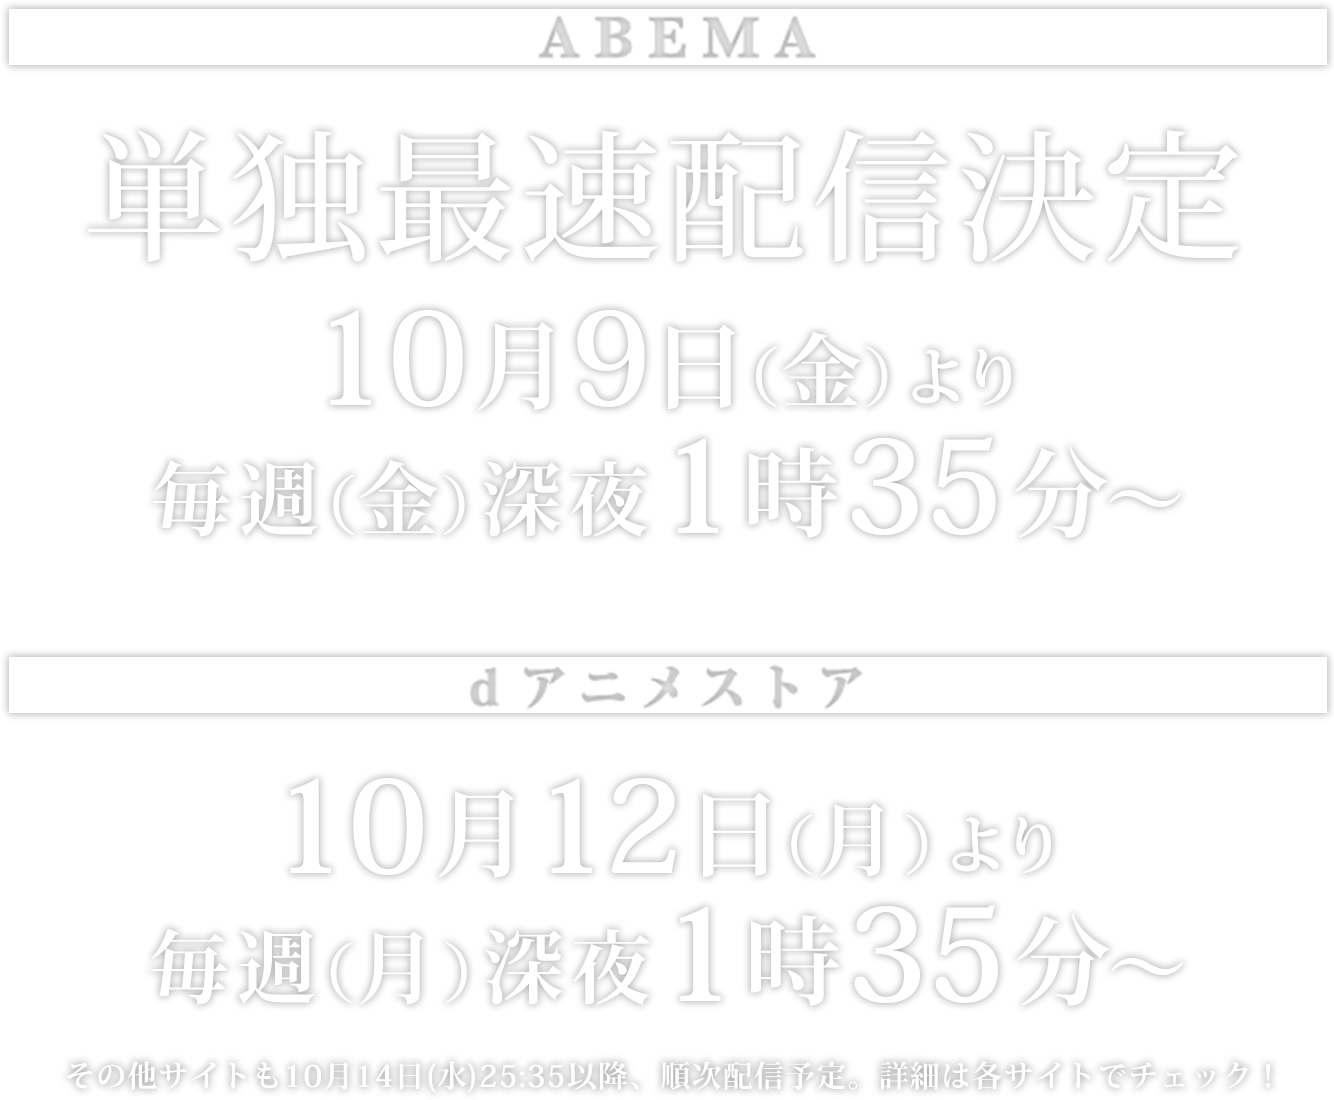 ABEMA
単独最速配信決定
10月9日(金)より
毎週(金)深夜1時35分～
dアニメストア
10月12日(月)より
毎週(月)深夜1時35分～
その他サイトも10月14日(水)25:35以降、順次配信予定。詳細は各サイトでチェック！